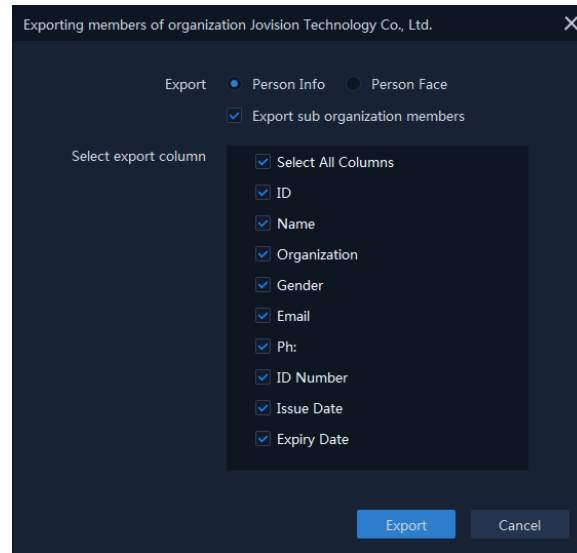 Exporting members of organization Jovision Technology Co., Ltd.
Export Person Info Person Face
Export sub organization members
Select export column Select All Columns
ID
Name
Organization
Gender
Email
Ph:
ID Number
Issue Date
Expiry Date
Export Cancel